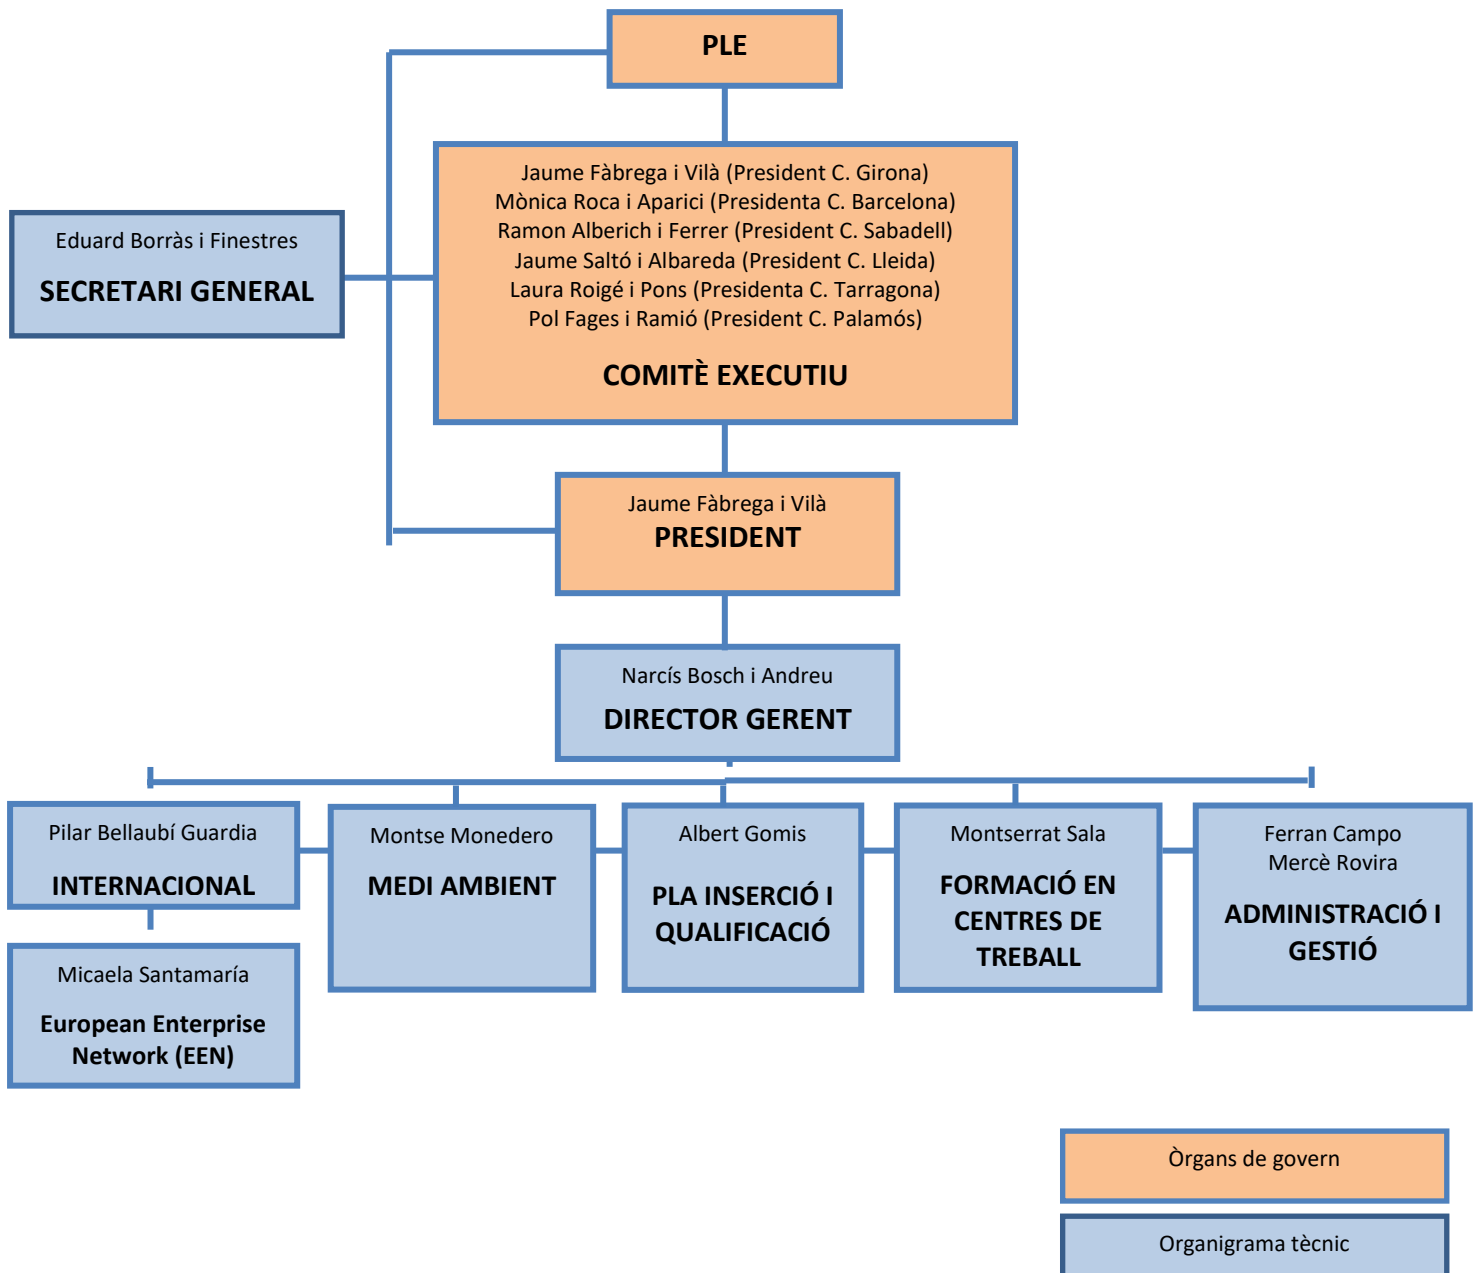 PLE
Jaume Fàbrega i Vilà (President C. Girona)
Mònica Roca i Aparici (Presidenta C. Barcelona)
Ramon Alberich i Ferrer (President C. Sabadell)
Jaume Saltó i Albareda (President C. Lleida)
Laura Roigé i Pons (Presidenta C. Tarragona)
Pol Fages i Ramió (President C. Palamós)
COMITÈ EXECUTIU
Eduard Borràs i Finestres
SECRETARI GENERAL
Jaume Fàbrega i Vilà
PRESIDENT
Narcís Bosch i Andreu
DIRECTOR GERENT
Pilar Bellaubí Guardia
INTERNACIONAL
Micaela Santamaría
European Enterprise
Network (EEN)
Montse Monedero
MEDI AMBIENT
Albert Gomis
PLA INSERCIÓ I
QUALIFICACIÓ
Montserrat Sala
FORMACIÓ EN
CENTRES DE
TREBALL
Ferran Campo
Mercè Rovira
ADMINISTRACIÓ I
GESTIÓ
Òrgans de govern
Organigrama tècnic